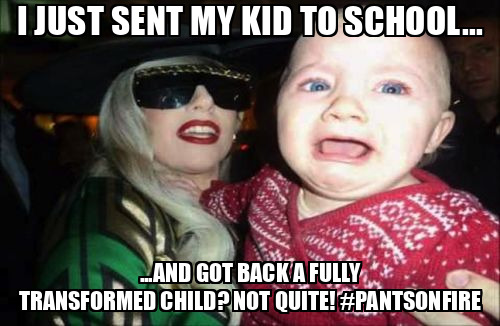 I JUST SENT MY KID TO SCHOOL...
...AND GOT BACK A FULLY
TRANSFORMED CHILD? NOT QUITE! #PANTSONFIRE